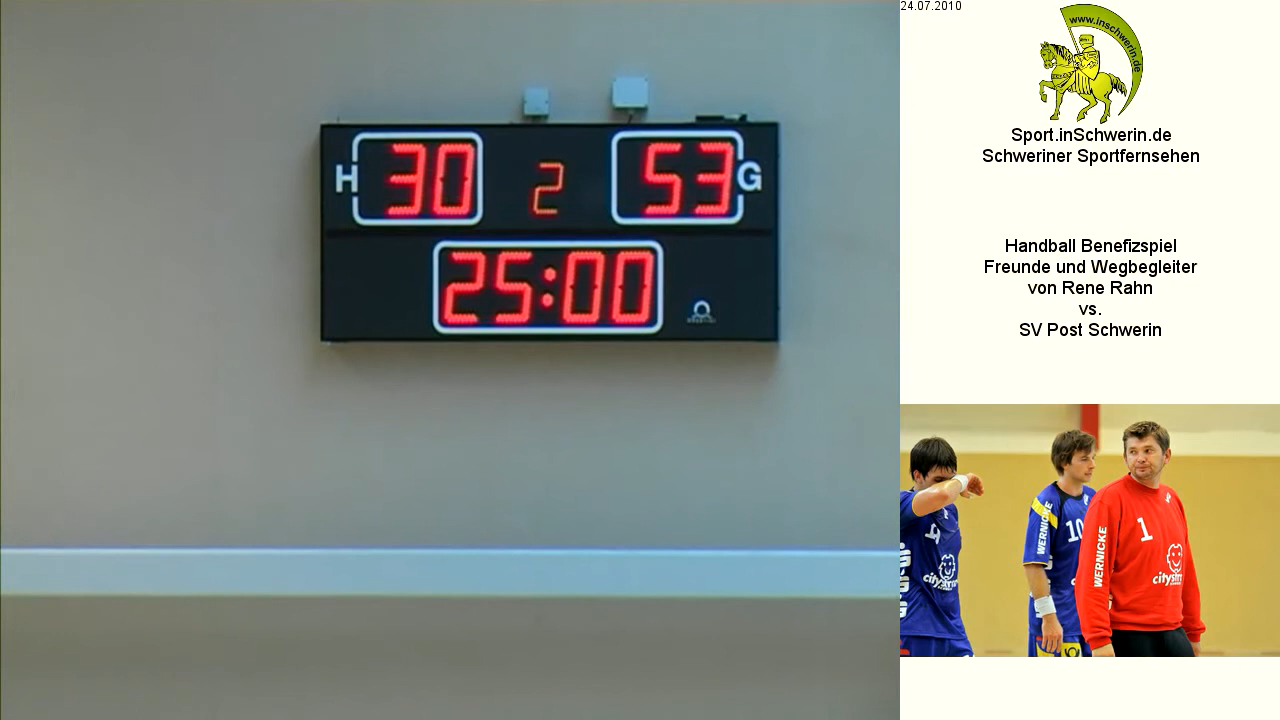 H 30 2 53 G
25:00
24.07.2010
www.inschwerin.de
Sport.inSchwerin.de
Schweriner Sportfernsehen
Handball Benefizspiel
Freunde und Wegbegleiter
von Rene Rahn
vs.
SV Post Schwerin
WERNICKE
10
WERNICKE
1